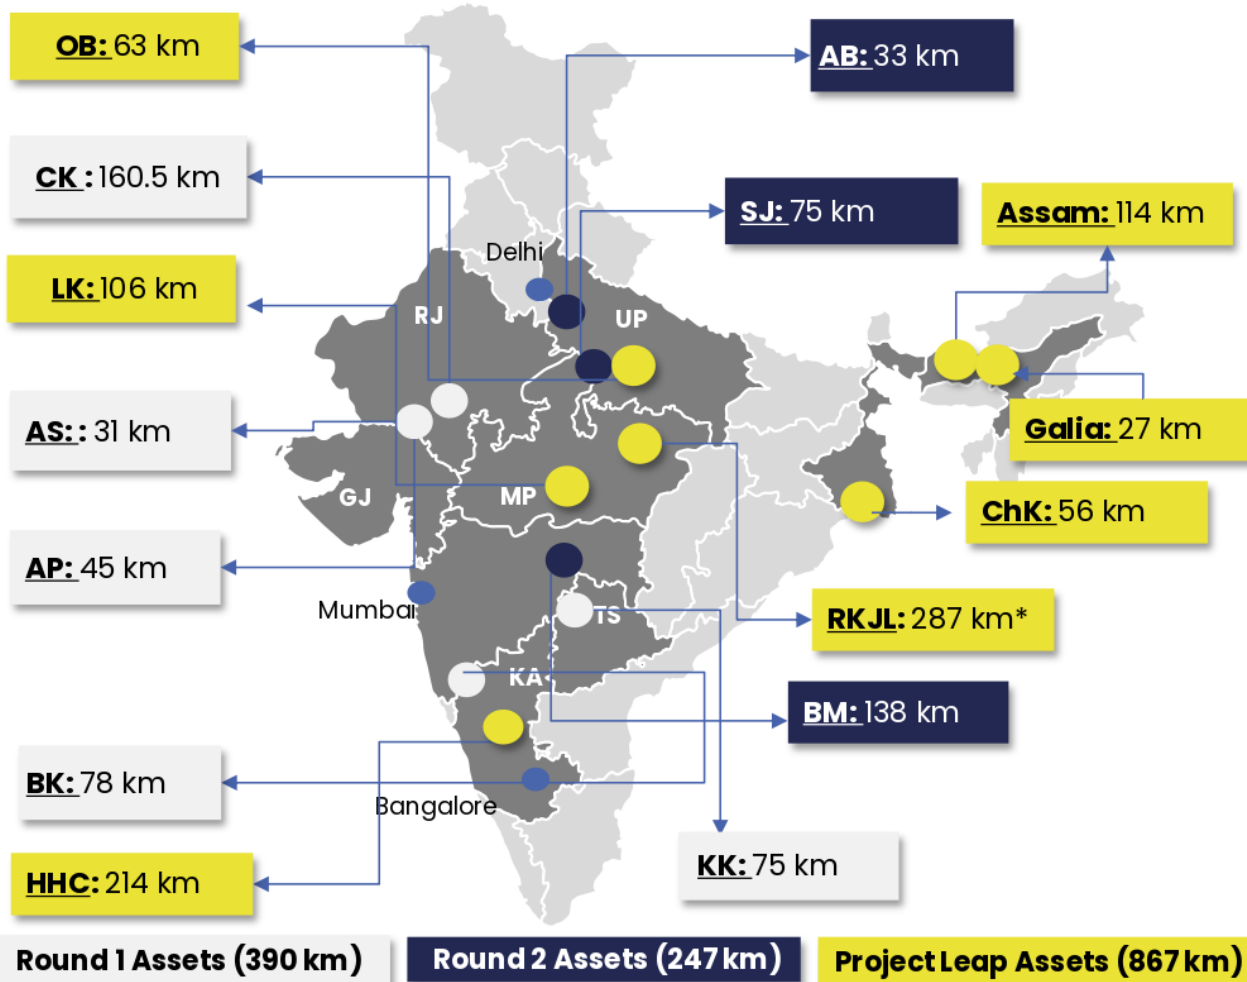 OB: 63 km
AB: 33 km
CK : 160.5 km
SJ: 75 km
Assam: 114 km
Delhi
LK: 106 km
RJ
UP
AS: : 31 km
Galia: 27 km
GJ
MP
ChK: 56 km
AP: 45 km
Mumbai
TS
RKJL: 287 km*
KA
BM: 138 km
BK: 78 km
Bangalore
KK: 75 km
HHC: 214 km
Round 1 Assets (390 km)
Round 2 Assets (247 km)
Project Leap Assets (867 km)